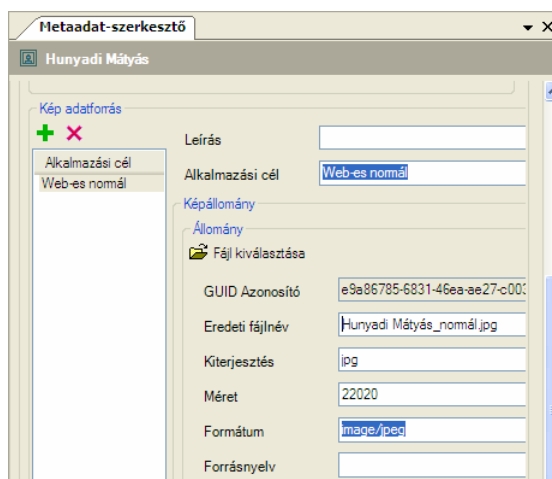 Metaadat-szerkesztő
Hunyadi Mátyás
Kép adatforrás
Alkalmazási cél
Web-es normál
Leírás
Alkalmazási cél Web-es normál
Képállomány
Állomány
Fájl kiválasztása
GUID Azonosító e9a86785-6831-46ea-ae27-c003
Eredeti fájlnév Hunyadi Mátyás_normál.jpg
Kiterjesztés jpg
Méret 22020
Formátum image/jpeg
Forrásnyelv